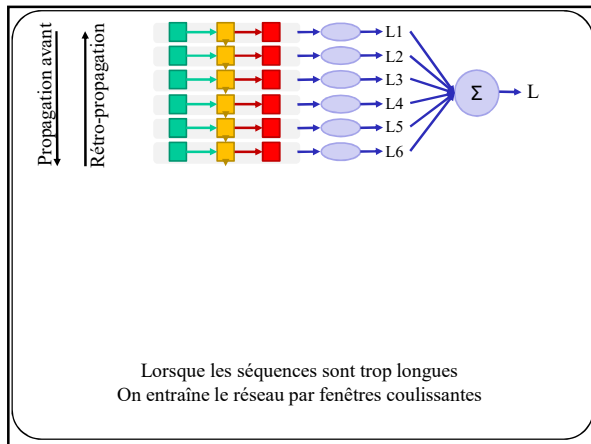 Propagation avant
Rétro-propagation
L1
L2
L3
L4
L5
L6
Σ
L
Lorsque les séquences sont trop longues
On entraîne le réseau par fenêtres coulissantes